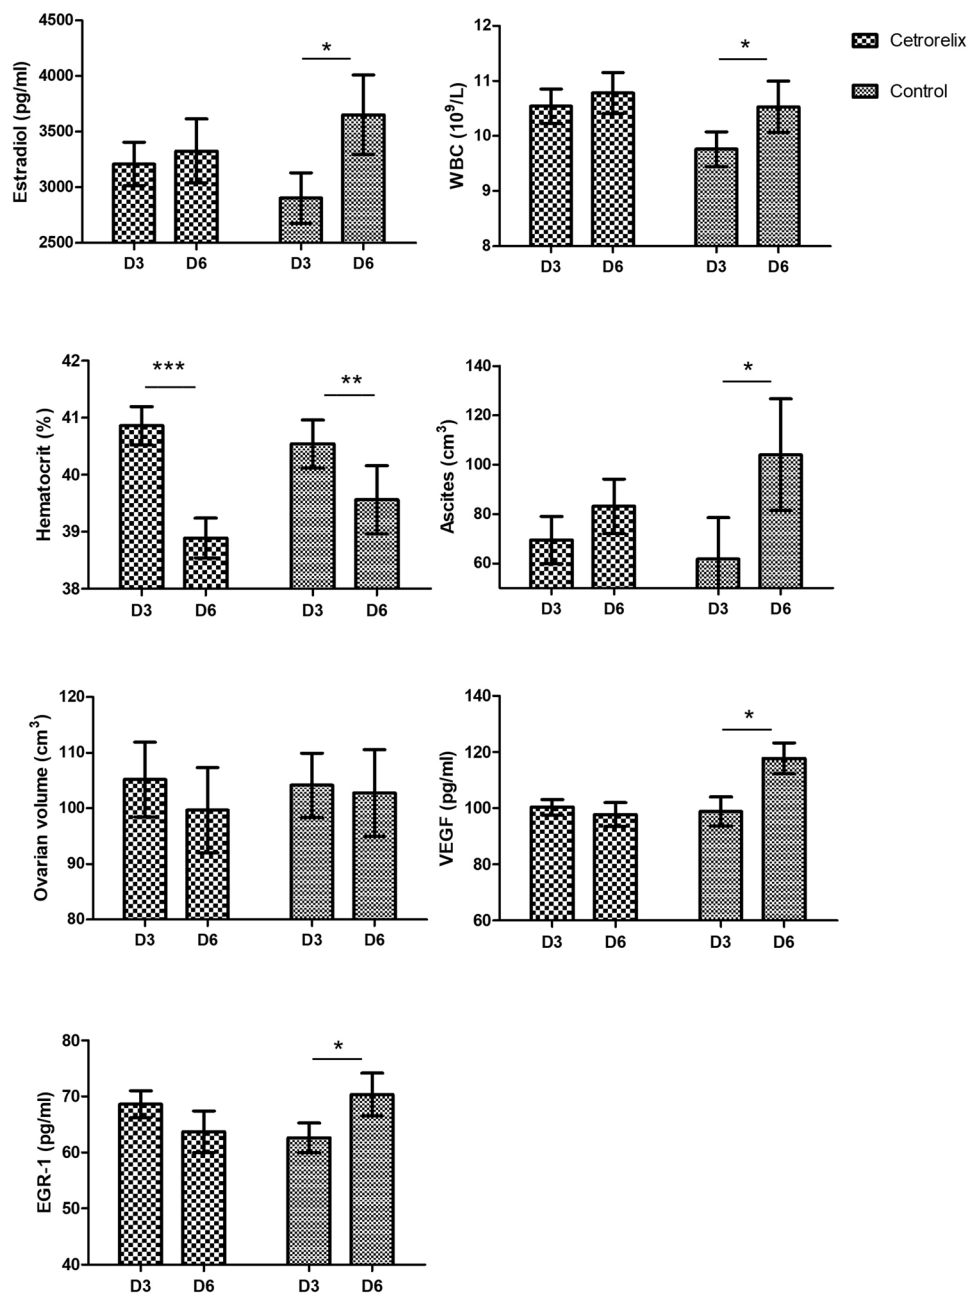 Estradiol (pg/ml)
4500
4000
3500
3000
2500
*
D3 D6 D3 D6
WBC (10⁹/L)
12
11
10
9
8
*
D3 D6 D3 D6
Cetrorelix
Control
Hematocrit (%)
42
41
40
39
38
***
**
D3 D6 D3 D6
Ascites (cm³)
140
120
100
80
60
*
D3 D6 D3 D6
Ovarian volume (cm³)
120
110
100
90
80
D3 D6 D3 D6
VEGF (pg/ml)
140
120
100
80
60
*
D3 D6 D3 D6
EGR-1 (pg/ml)
80
70
60
50
40
*
D3 D6 D3 D6